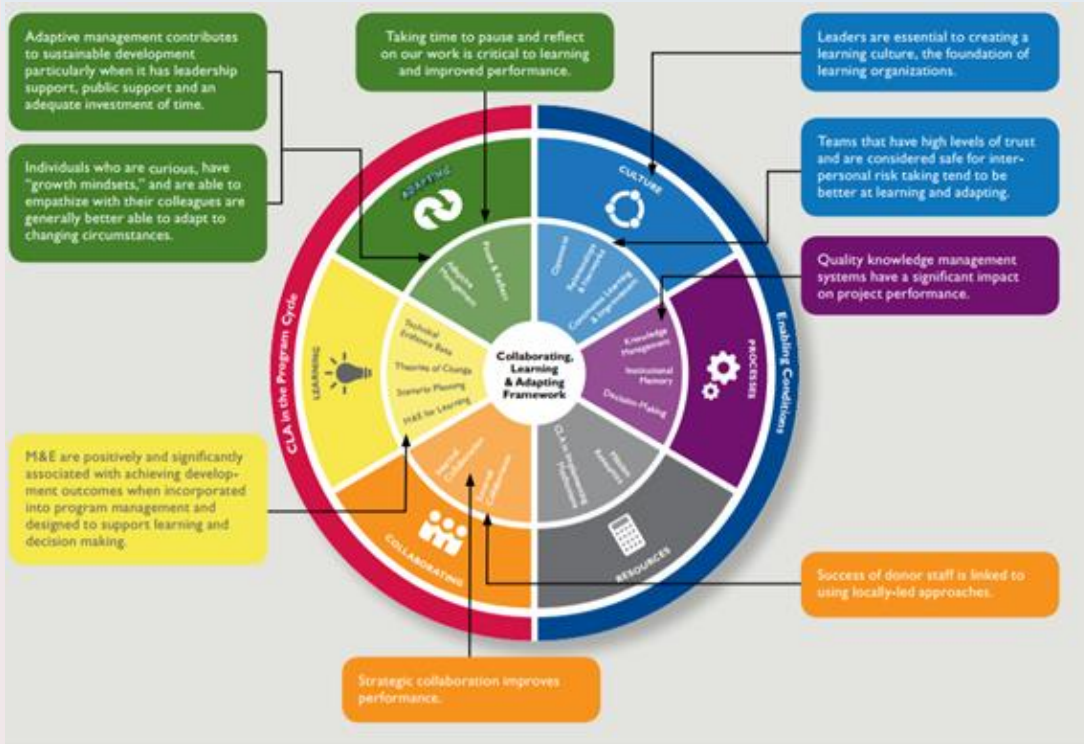 Adaptive management contributes
to sustainable development
particularly when it has leadership
support, public support and an
adequate investment of time.
Taking time to pause and reflect
on our work is critical to learning
and improved performance.
Leaders are essential to creating a
learning culture, the foundation of
learning organizations.
Individuals who are curious, have
"growth mindsets," and are able to
empathize with their colleagues are
generally better able to adapt to
changing circumstances.
Teams that have high levels of trust
and are considered safe for inter-
personal risk taking tend to be
better at learning and adapting.
Quality knowledge management
systems have a significant impact
on project performance.
CLA in the Program Cycle
Enabling Conditions
ADAPTING
Adaptive
Management
Pause & Reflect
CULTURE
Openness
Relationships
& Networks
Continuous Learning
& Improvement
PROCESSES
Knowledge
Management
Institutional
Memory
Decision-Making
LEARNING
Technical
Evidence Base
Theories of Change
Scenario Planning
M&E for Learning
Collaborating,
Learning
& Adapting
Framework
COLLABORATING
Internal
Collaboration
External
Collaboration
RESOURCES
CLA in Implementing
Mechanisms
Mission
Resources
M&E are positively and significantly
associated with achieving develop-
ment outcomes when incorporated
into program management and
designed to support learning and
decision making.
Success of donor staff is linked to
using locally-led approaches.
Strategic collaboration improves
performance.